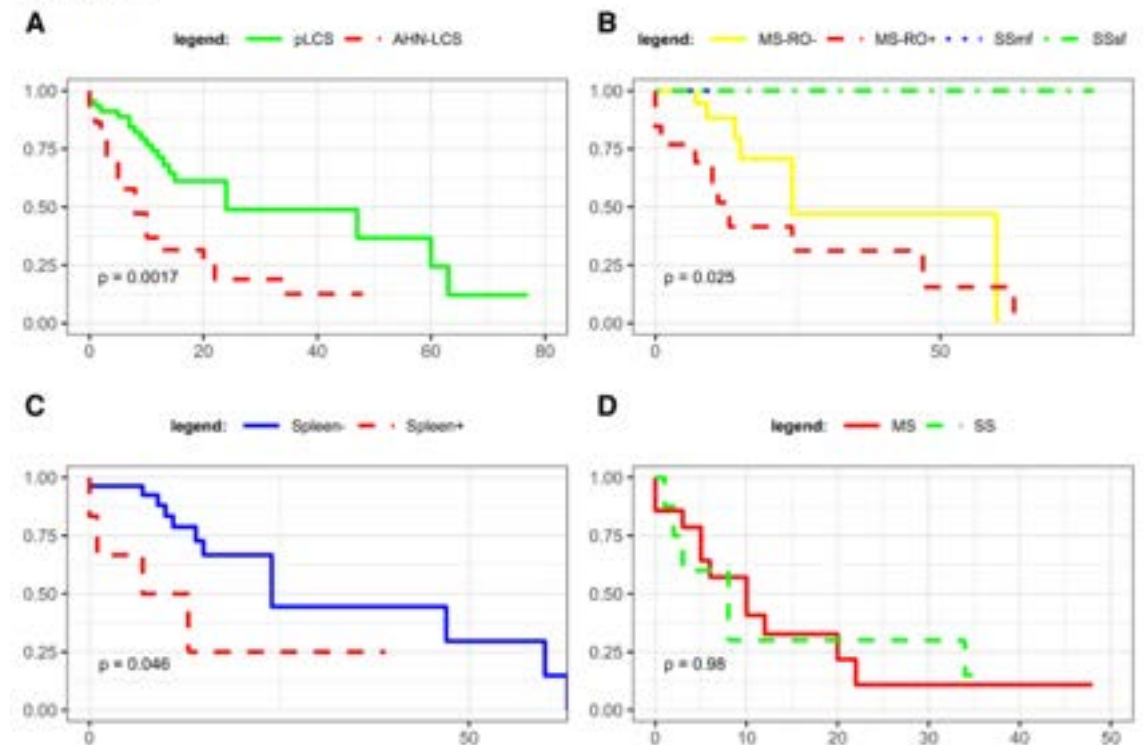 A
legend: pLCS AHN-LCS
1.00
0.75
0.50
0.25
0.00
p = 0.0017
0 20 40 60 80
B
legend: MS-RO- MS-RO+ SSmf SSsf
1.00
0.75
0.50
0.25
0.00
p = 0.025
0 50
C
legend: Spleen- Spleen+
1.00
0.75
0.50
0.25
0.00
p = 0.046
0 50
D
legend: MS SS
1.00
0.75
0.50
0.25
0.00
p = 0.98
0 10 20 30 40 50